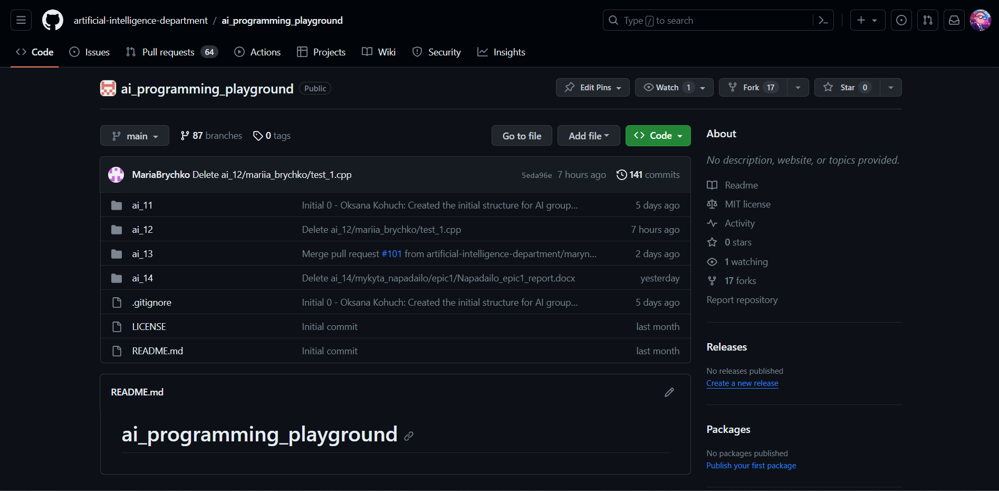 artificial-intelligence-department / ai_programming_playground
Type / to search
Code Issues Pull requests 64 Actions Projects Wiki Security Insights
ai_programming_playground Public
Edit Pins Watch 1 Fork 17 Star 0
main 87 branches 0 tags Go to file Add file Code
MariaBrychko Delete ai_12/mariia_brychko/test_1.cpp 5eda96e 7 hours ago 141 commits
ai_11 Initial 0 - Oksana Kohuch: Created the initial structure for AI group... 5 days ago
ai_12 Delete ai_12/mariia_brychko/test_1.cpp 7 hours ago
ai_13 Merge pull request #101 from artificial-intelligence-department/maryn... 2 days ago
ai_14 Delete ai_14/mykyta_napadailo/epic1/Napadailo_epic1_report.docx yesterday
.gitignore Initial 0 - Oksana Kohuch: Created the initial structure for AI group... 5 days ago
LICENSE Initial commit last month
README.md Initial commit last month
README.md
ai_programming_playground
About
No description, website, or topics provided.
Readme
MIT license
Activity
0 stars
1 watching
17 forks
Report repository
Releases
No releases published
Create a new release
Packages
No packages published
Publish your first package